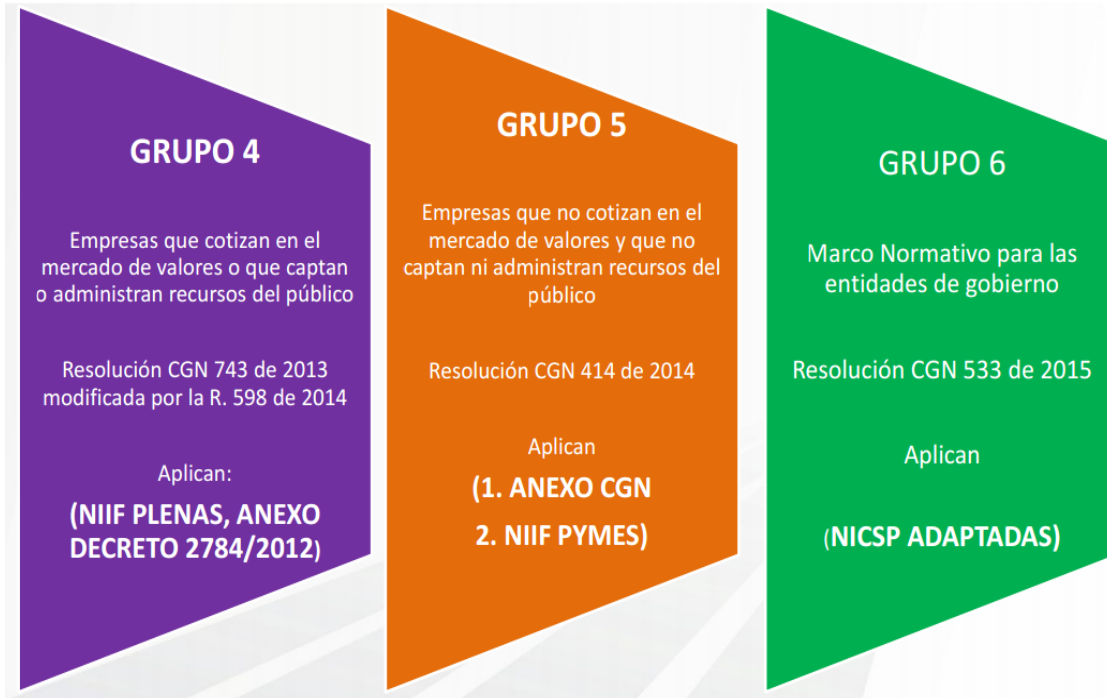 GRUPO 4
Empresas que cotizan en el
mercado de valores o que captan
o administran recursos del público
Resolución CGN 743 de 2013
modificada por la R. 598 de 2014
Aplican:
(NIIF PLENAS, ANEXO
DECRETO 2784/2012)
GRUPO 5
Empresas que no cotizan en el
mercado de valores y que no
captan ni administran recursos del
público
Resolución CGN 414 de 2014
Aplican
(1. ANEXO CGN
2. NIIF PYMES)
GRUPO 6
Marco Normativo para las
entidades de gobierno
Resolución CGN 533 de 2015
Aplican
(NICSP ADAPTADAS)